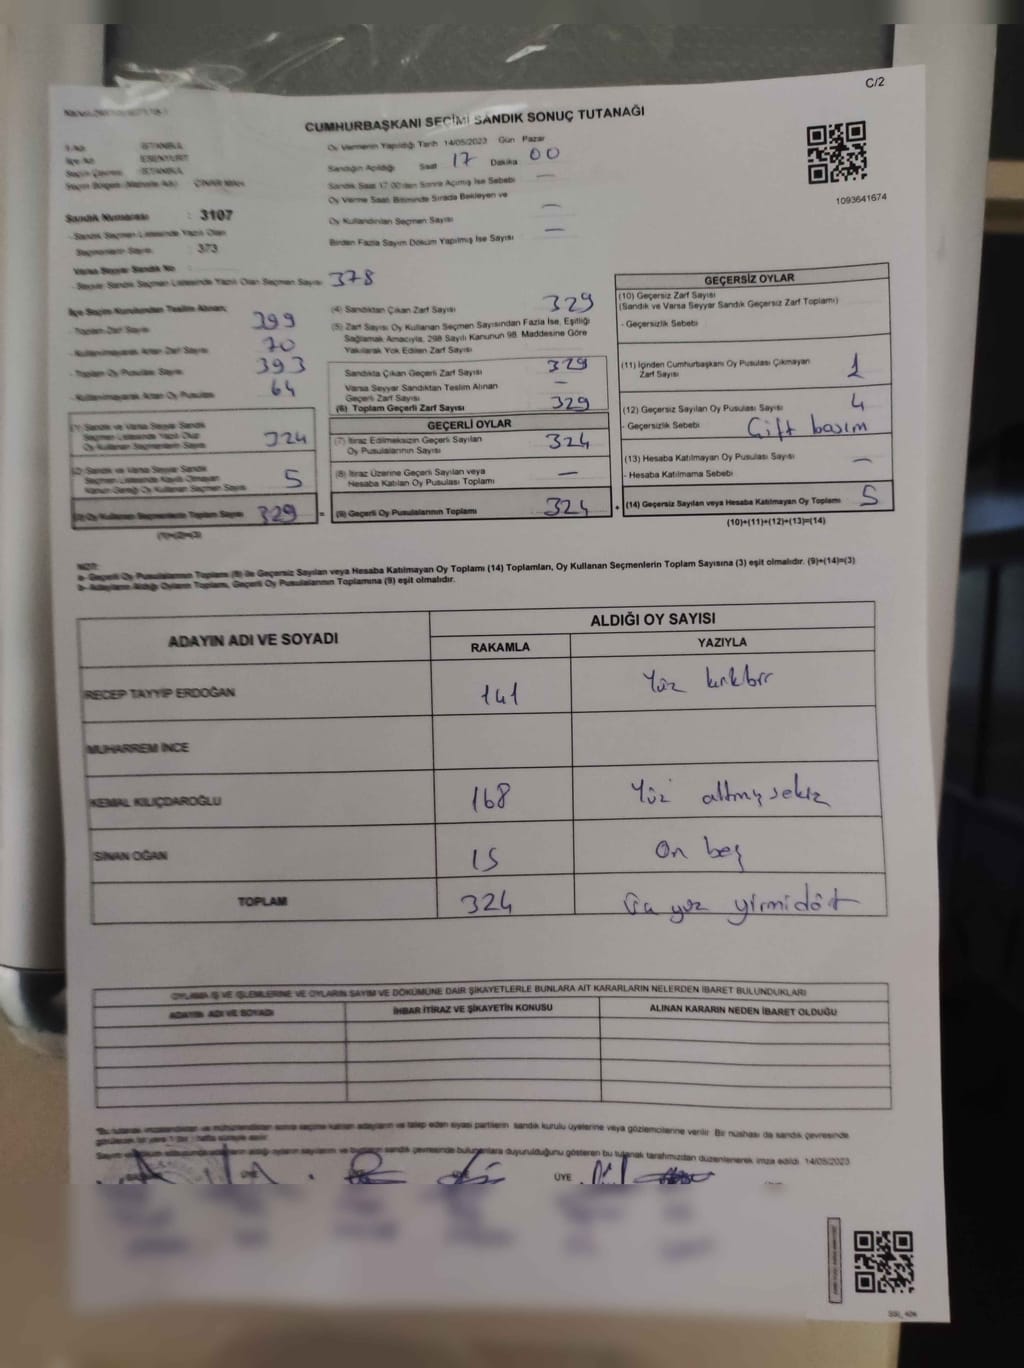 C/2
CUMHURBAŞKANI SEÇİMİ SANDIK SONUÇ TUTANAĞI
İSTANBUL
Oy Vermenin Yapıldığı Tarih 14/05/2023 Gün Pazar
ESENYURT
Sandığın Açıldığı Saat 17 Dakika 00
İSTANBUL
Sandık Saat 17.00'den Sonra Açılmış İse Sebebi —
ÇINAR MAH.
Oy Verme Saati Bitiminde Sırada Bekleyen ve
Oy Kullandırılan Seçmen Sayısı —
Birden Fazla Sayım Döküm Yapılmış İse Sayısı —
1093641674
Sandık Numarası : 3107
- Sandık Seçmen Listesinde Yazılı Olan
Seçmenlerin Sayısı : 373
Varsa Seyyar Sandık No
- Seyyar Sandık Seçmen Listesinde Yazılı Olan Seçmen Sayısı 378
İlçe Seçim Kurulundan Teslim Alınan;
- Toplam Zarf Sayısı 399
- Kullanılmayarak Artan Zarf Sayısı 70
- Toplam Oy Pusulası Sayısı 393
- Kullanılmayarak Artan Oy Pusulası 64
(1) Sandık ve Varsa Seyyar Sandık
Seçmen Listesinde Yazılı Olup
Oy Kullanan Seçmenlerin Sayısı 324
(2) Sandık ve Varsa Seyyar Sandık
Seçmen Listesinde Kayıtlı Olmayan
Kanun Gereği Oy Kullanan Seçmen Sayısı 5
(3) Oy Kullanan Seçmenlerin Toplam Sayısı 329 =
(1)+(2)=(3)
(4) Sandıktan Çıkan Zarf Sayısı 329
(5) Zarf Sayısı Oy Kullanan Seçmen Sayısından Fazla İse, Eşitliği
Sağlamak Amacıyla, 298 Sayılı Kanunun 98. Maddesine Göre
Yakılarak Yok Edilen Zarf Sayısı
Sandıkta Çıkan Geçerli Zarf Sayısı 329
Varsa Seyyar Sandıktan Teslim Alınan
Geçerli Zarf Sayısı —
(6) Toplam Geçerli Zarf Sayısı 329
GEÇERLİ OYLAR
(7) İtiraz Edilmeksizin Geçerli Sayılan
Oy Pusulalarının Sayısı 324
(8) İtiraz Üzerine Geçerli Sayılan veya
Hesaba Katılan Oy Pusulası Toplamı —
(9) Geçerli Oy Pusulalarının Toplamı 324 +
GEÇERSİZ OYLAR
(10) Geçersiz Zarf Sayısı
(Sandık ve Varsa Seyyar Sandık Geçersiz Zarf Toplamı)
- Geçersizlik Sebebi
(11) İçinden Cumhurbaşkanı Oy Pusulası Çıkmayan
Zarf Sayısı 1
(12) Geçersiz Sayılan Oy Pusulası Sayısı 4
- Geçersizlik Sebebi Çift basım
(13) Hesaba Katılmayan Oy Pusulası Sayısı —
- Hesaba Katılmama Sebebi
(14) Geçersiz Sayılan veya Hesaba Katılmayan Oy Toplamı 5
(10)+(11)+(12)+(13)=(14)
NOT:
a- Geçerli Oy Pusulalarının Toplamı (9) ile Geçersiz Sayılan veya Hesaba Katılmayan Oy Toplamı (14) Toplamları, Oy Kullanan Seçmenlerin Toplam Sayısına (3) eşit olmalıdır. (9)+(14)=(3)
b- Adayların Aldığı Oyların Toplamı, Geçerli Oy Pusulalarının Toplamına (9) eşit olmalıdır.
ADAYIN ADI VE SOYADI ALDIĞI OY SAYISI
RAKAMLA YAZIYLA
RECEP TAYYİP ERDOĞAN 141 Yüz kırkbir
MUHARREM İNCE
KEMAL KILIÇDAROĞLU 168 Yüz altmış sekiz
SİNAN OĞAN 15 On beş
TOPLAM 324 yüz yirmidört
OYLAMA İŞ VE İŞLEMLERİNE VE OYLARIN SAYIM VE DÖKÜMÜNE DAİR ŞİKAYETLERLE BUNLARA AİT KARARLARIN NELERDEN İBARET BULUNDUKLARI
ADAYIN ADI VE SOYADI İHBAR İTİRAZ VE ŞİKAYETİN KONUSU ALINAN KARARIN NEDEN İBARET OLDUĞU
*Bu tutanak imzalandıktan ve mühürlendikten sonra seçime katılan adayların ve talep eden siyasi partilerin sandık kurulu üyelerine veya gözlemcilerine verilir. Bir nüshası da sandık çevresinde
sandık çevresinde bulunanlara duyurulduğunu gösteren bu tutanak tarafımızdan düzenlenerek imza edildi. 14/05/2023
ÜYE